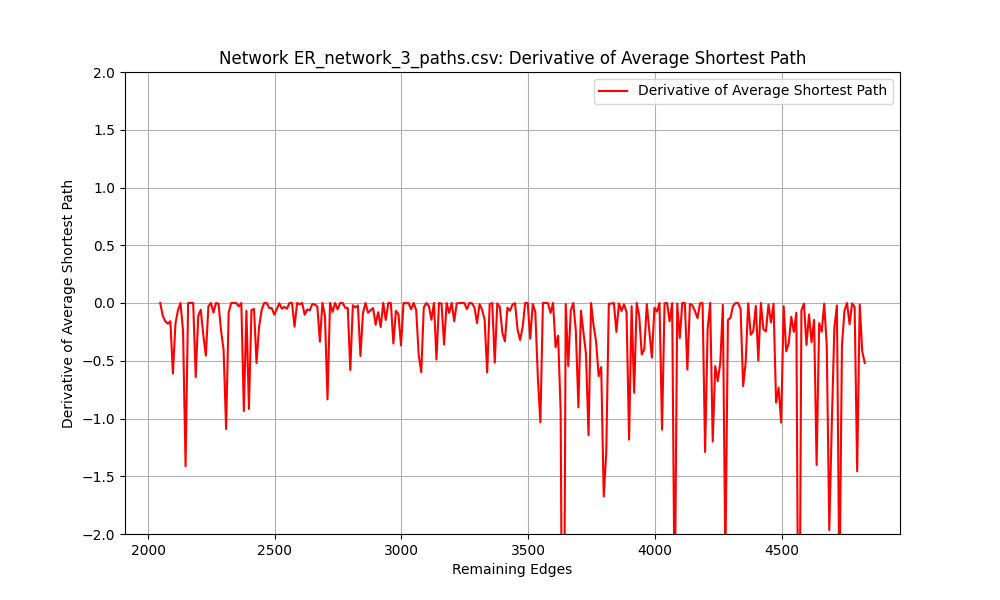 Network ER_network_3_paths.csv: Derivative of Average Shortest Path
Derivative of Average Shortest Path
2.0
1.5
1.0
0.5
0.0
−0.5
−1.0
−1.5
−2.0
Derivative of Average Shortest Path
2000 2500 3000 3500 4000 4500
Remaining Edges